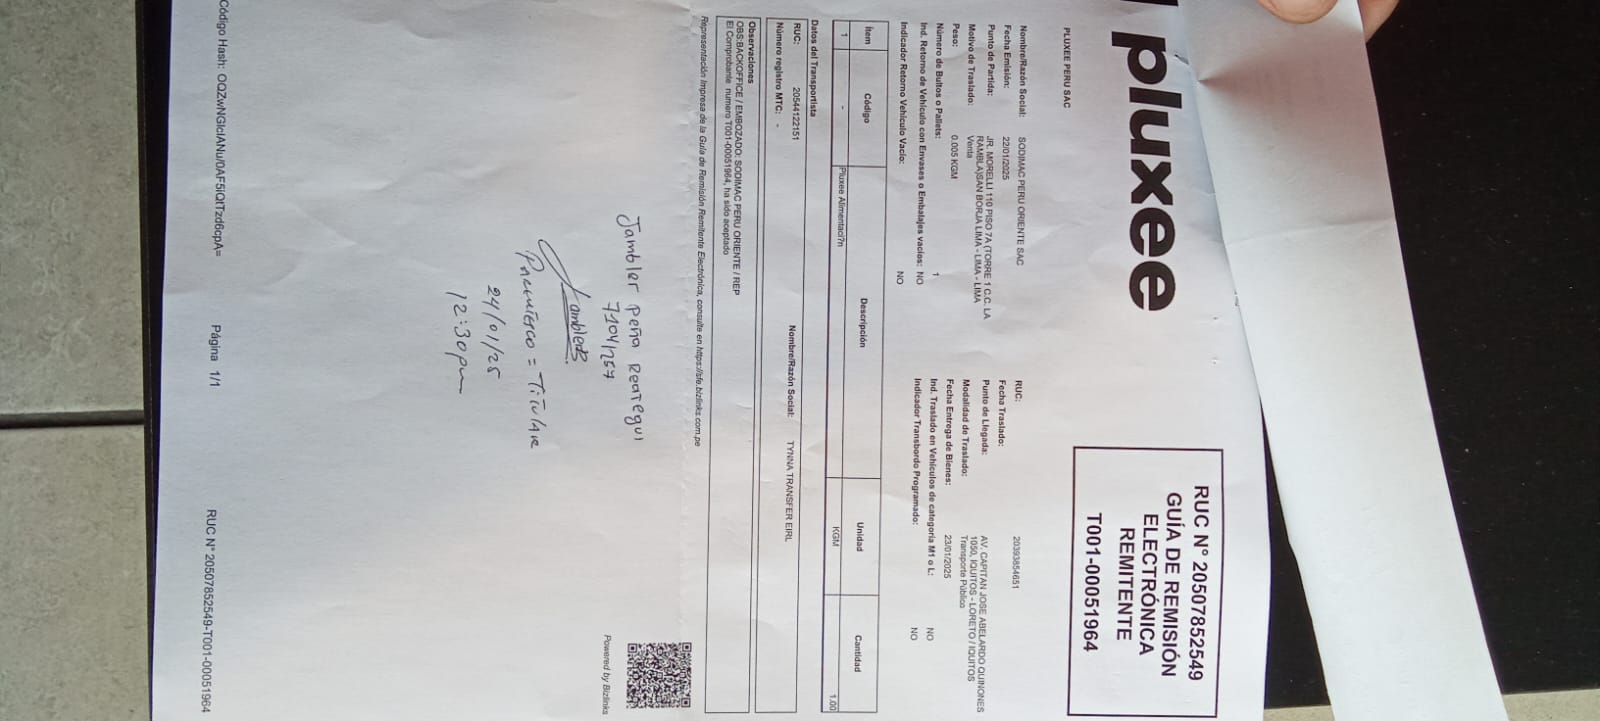 pluxee
RUC N° 20507852549
GUÍA DE REMISIÓN
ELECTRÓNICA
REMITENTE
T001-00051964
PLUXEE PERU SAC
Nombre/Razón Social: SODIMAC PERU ORIENTE SAC
RUC: 20393864651
Fecha Emisión: 22/01/2025
Fecha Traslado:
Punto de Partida: JR. MORELLI 110 PISO 7A (TORRE 1 C.C. LA RAMBLA)SAN BORJA LIMA - LIMA - LIMA
Punto de Llegada: AV. CAPITAN JOSE ABELARDO QUIÑONES 1050, IQUITOS - LORETO / IQUITOS
Motivo de Traslado: Venta
Modalidad de Traslado: Transporte Público
Peso: 0.005 KGM
Fecha Entrega de Bienes: 23/01/2025
Número de Bultos o Pallets: 1
Ind. Traslado en Vehículos de categoría M1 o L: NO
Ind. Retorno de Vehículo con Envases o Embalajes vacíos: NO
Indicador Transbordo Programado: NO
Indicador Retorno Vehículo Vacío: NO
Item Código Descripción Unidad Cantidad
1 - Pluxee Alimentaci?n KGM 1.00
Datos del Transportista
RUC: 20544122151 Nombre/Razón Social: TYNNA TRANSFER EIRL
Número registro MTC: -
Observaciones
OBS:BACKOFFICE / EMBOZADO: SODIMAC PERU ORIENTE / REP
El Comprobante numero T001-00051964, ha sido aceptado
Representación Impresa de la Guía de Remisión Remitente Electrónica, consulte en https://sfe.bizlinks.com.pe
Powered by Bizlinks
Jambler Peña Reategui
71041257
24/01/25
12:30 pm
Código Hash: Página 1/1 RUC N° 20507852549-T001-00051964